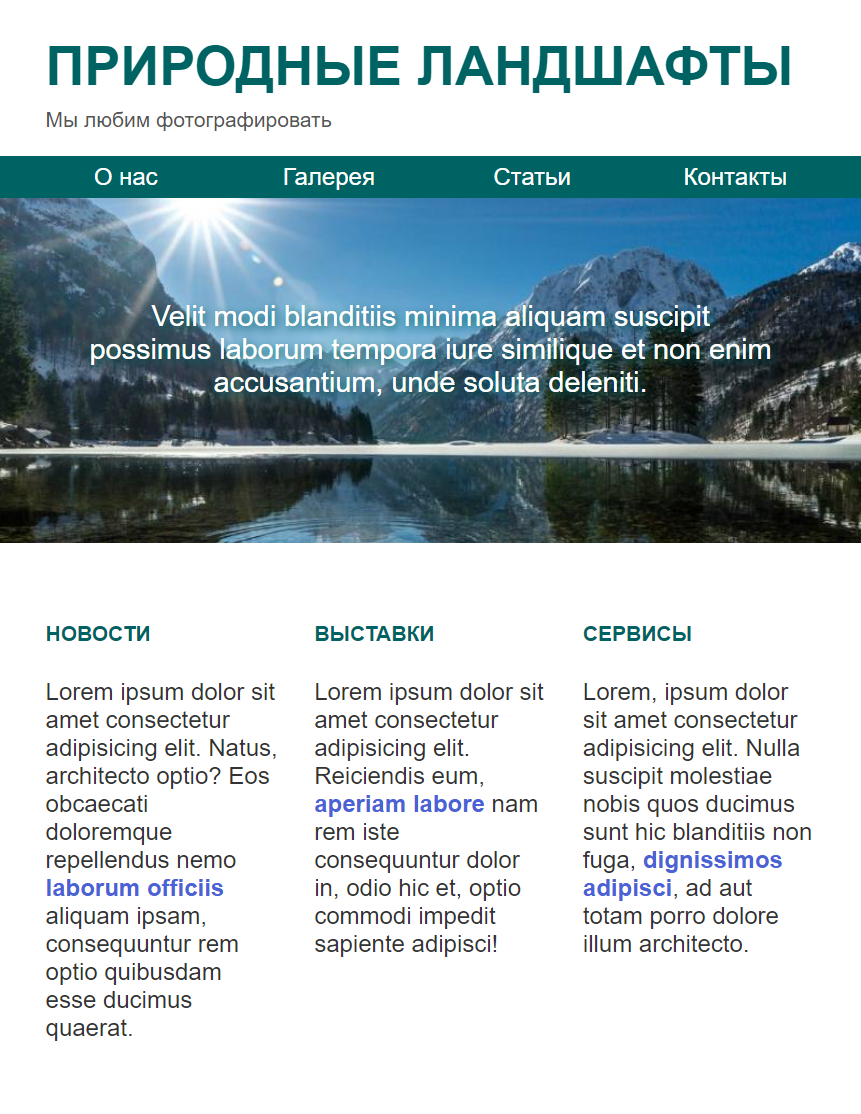 ПРИРОДНЫЕ ЛАНДШАФТЫ
Мы любим фотографировать
О нас Галерея Статьи Контакты
Velit modi blanditiis minima aliquam suscipit
possimus laborum tempora iure similique et non enim
accusantium, unde soluta deleniti.
НОВОСТИ
Lorem ipsum dolor sit
amet consectetur
adipisicing elit. Natus,
architecto optio? Eos
obcaecati
doloremque
repellendus nemo
laborum officiis
aliquam ipsam,
consequuntur rem
optio quibusdam
esse ducimus
quaerat.
ВЫСТАВКИ
Lorem ipsum dolor sit
amet consectetur
adipisicing elit.
Reiciendis eum,
aperiam labore nam
rem iste
consequuntur dolor
in, odio hic et, optio
commodi impedit
sapiente adipisci!
СЕРВИСЫ
Lorem, ipsum dolor
sit amet consectetur
adipisicing elit. Nulla
suscipit molestiae
nobis quos ducimus
sunt hic blanditiis non
fuga, dignissimos
adipisci, ad aut
totam porro dolore
illum architecto.